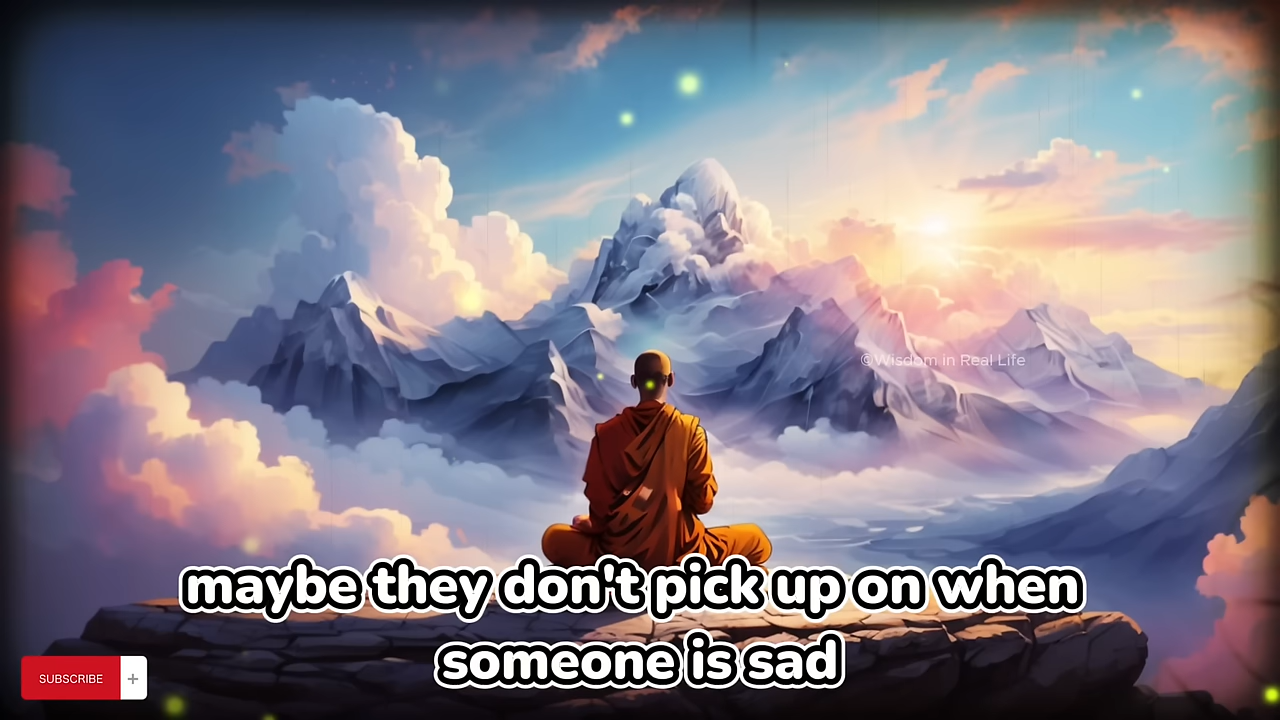 ©Wisdom in Real Life
maybe they don't pick up on when
someone is sad
SUBSCRIBE +